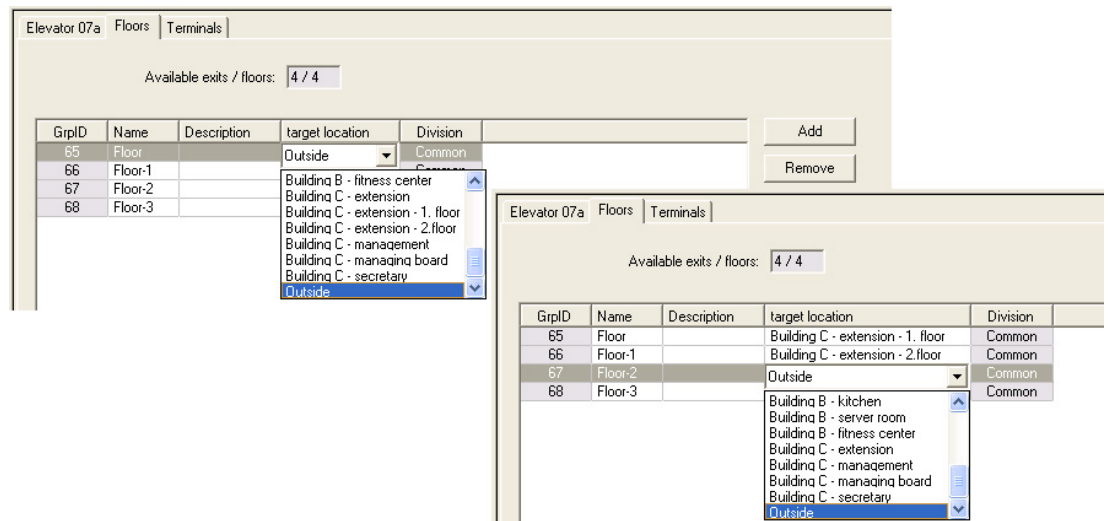 Elevator 07a Floors Terminals
Available exits / floors: 4 / 4
GrpID Name Description target location Division
65 Floor Outside Common
66 Floor-1 Common
67 Floor-2
68 Floor-3
Building B - fitness center
Building C - extension
Building C - extension - 1. floor
Building C - extension - 2.floor
Building C - management
Building C - managing board
Building C - secretary
Outside
Add
Remove
Elevator 07a Floors Terminals
Available exits / floors: 4 / 4
GrpID Name Description target location Division
65 Floor Building C - extension - 1. floor Common
66 Floor-1 Building C - extension - 2.floor Common
67 Floor-2 Outside Common
68 Floor-3 Common
Building B - kitchen
Building B - server room
Building B - fitness center
Building C - extension
Building C - management
Building C - managing board
Building C - secretary
Outside